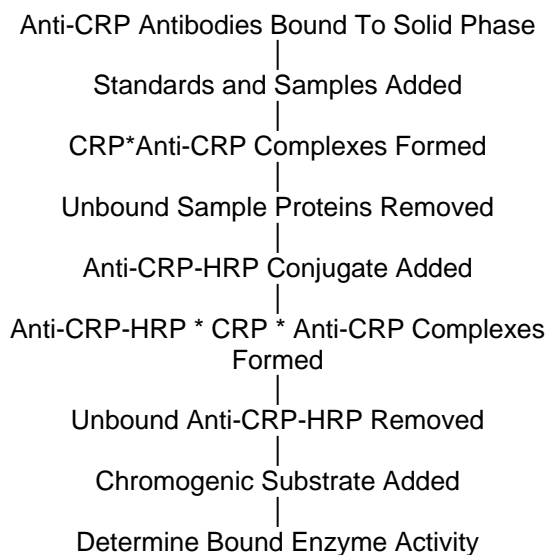 Anti-CRP Antibodies Bound To Solid Phase
Standards and Samples Added
CRP*Anti-CRP Complexes Formed
Unbound Sample Proteins Removed
Anti-CRP-HRP Conjugate Added
Anti-CRP-HRP * CRP * Anti-CRP Complexes
Formed
Unbound Anti-CRP-HRP Removed
Chromogenic Substrate Added
Determine Bound Enzyme Activity